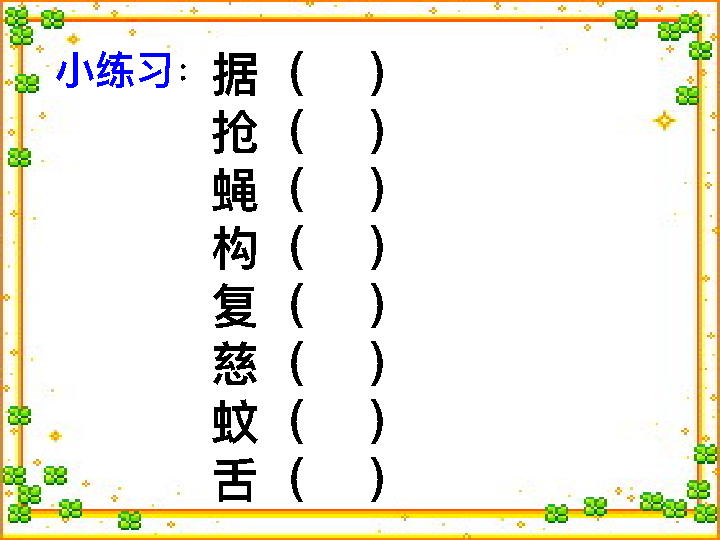 小练习：据（ ）
抢（ ）
蝇（ ）
构（ ）
复（ ）
慈（ ）
蚊（ ）
舌（ ）